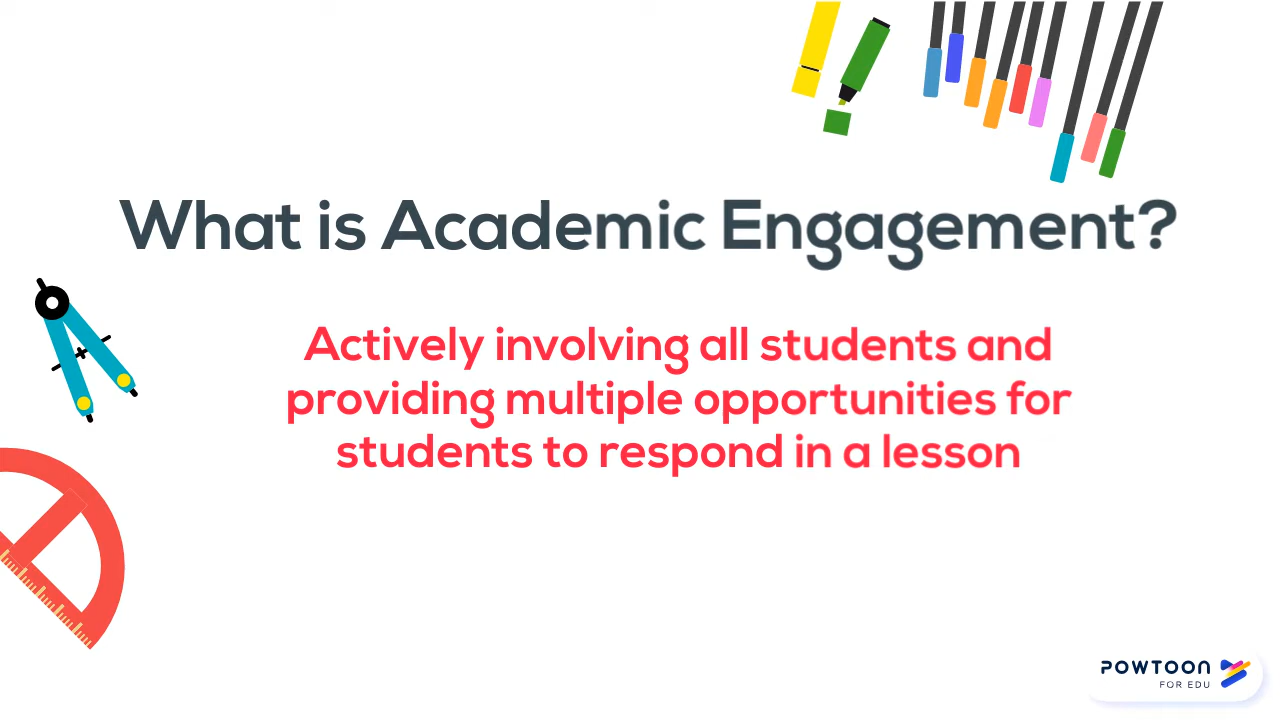 What is Academic Engagement?
Actively involving all students and
providing multiple opportunities for
students to respond in a lesson
POWTOON
FOR EDU